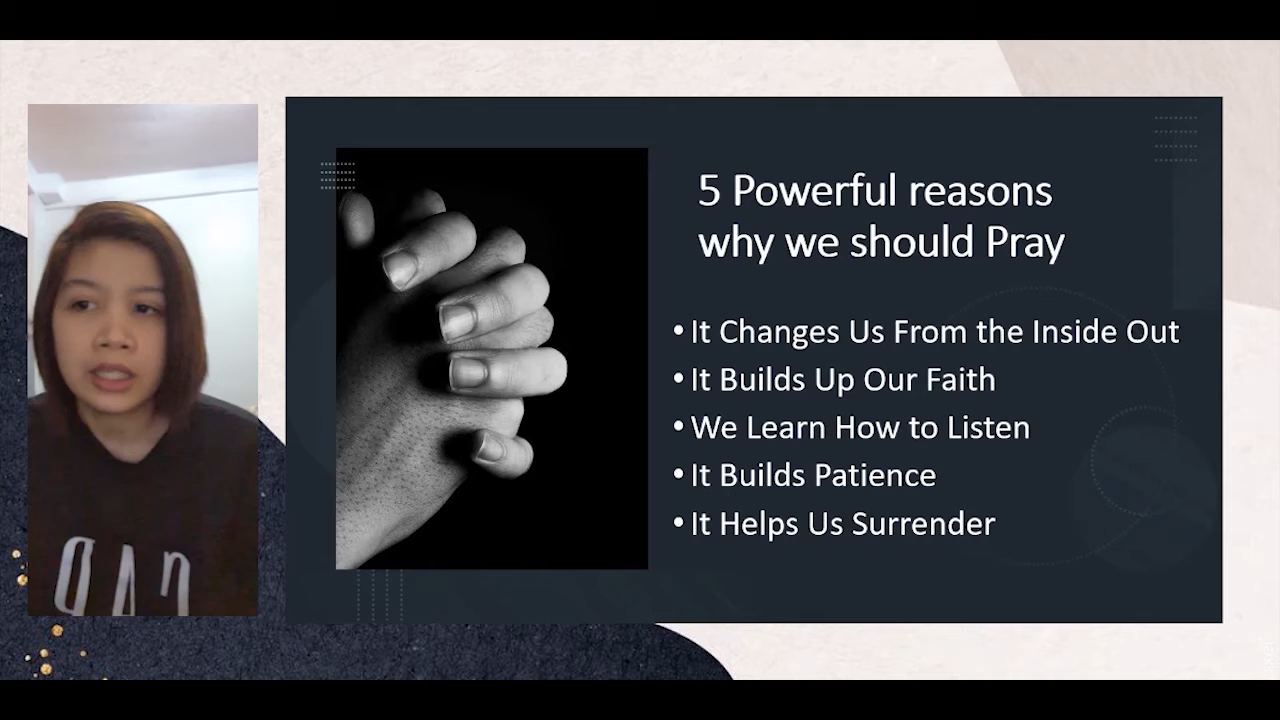 5 Powerful reasons
why we should Pray
• It Changes Us From the Inside Out
• It Builds Up Our Faith
• We Learn How to Listen
• It Builds Patience
• It Helps Us Surrender